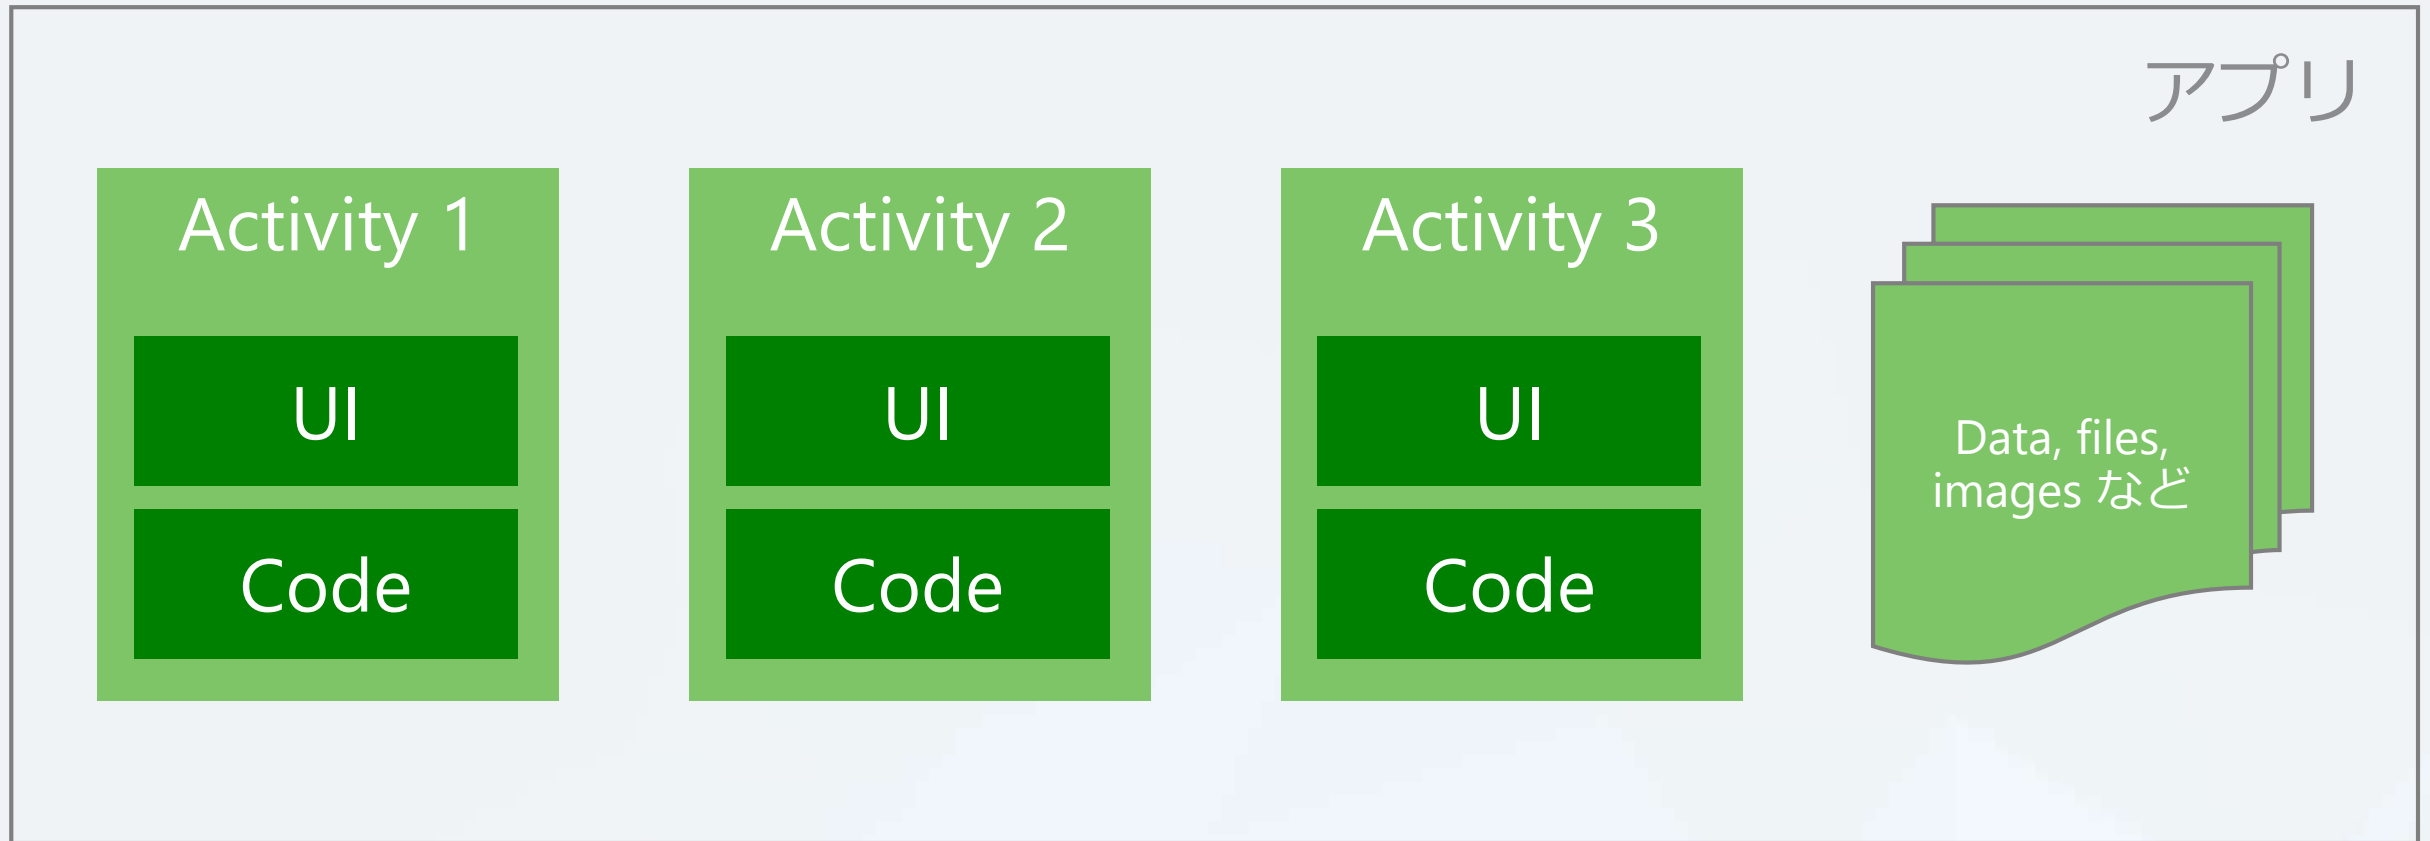 アプリ
Activity 1
UI
Code
Activity 2
UI
Code
Activity 3
UI
Code
Data, files,
images など